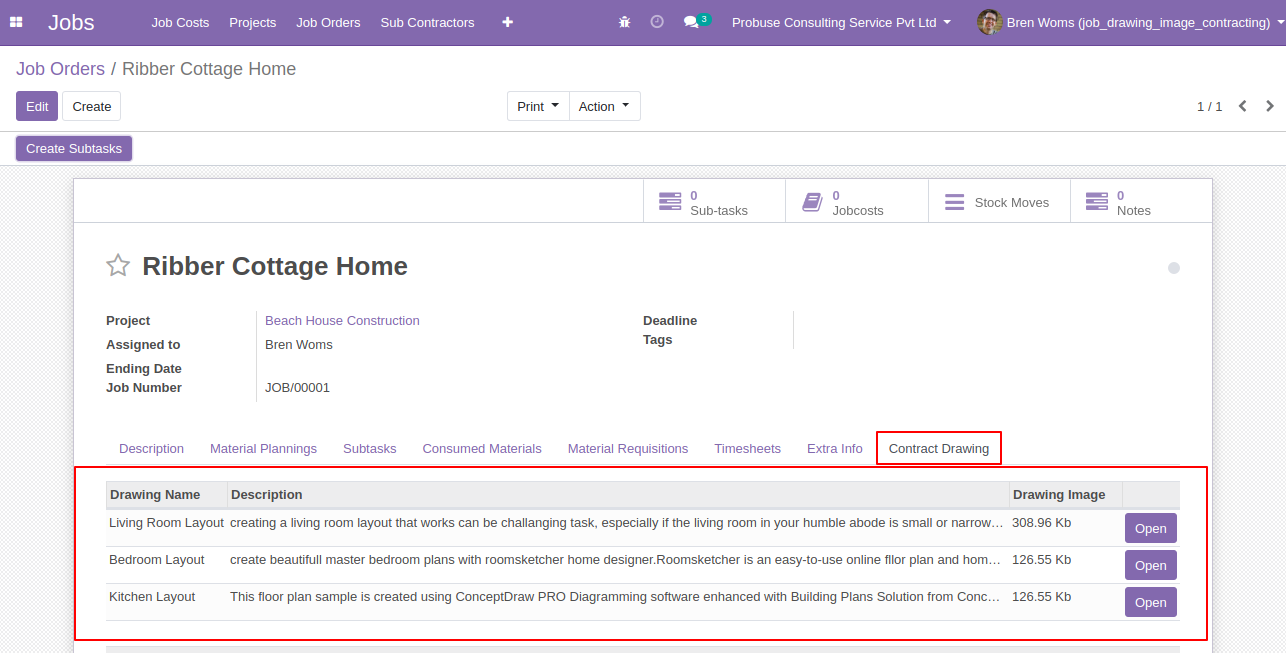 Jobs Job Costs Projects Job Orders Sub Contractors 3 Probuse Consulting Service Pvt Ltd Bren Woms (job_drawing_image_contracting)
Job Orders / Ribber Cottage Home
Edit Create Print Action 1 / 1
Create Subtasks
0 Sub-tasks
0 Jobcosts
Stock Moves
0 Notes
Ribber Cottage Home
Project Beach House Construction
Assigned to Bren Woms
Ending Date
Job Number JOB/00001
Deadline
Tags
Description Material Plannings Subtasks Consumed Materials Material Requisitions Timesheets Extra Info Contract Drawing
Drawing Name Description Drawing Image
Living Room Layout creating a living room layout that works can be challanging task, especially if the living room in your humble abode is small or narrow… 308.96 Kb Open
Bedroom Layout create beautifull master bedroom plans with roomsketcher home designer.Roomsketcher is an easy-to-use online fllor plan and hom… 126.55 Kb Open
Kitchen Layout This floor plan sample is created using ConceptDraw PRO Diagramming software enhanced with Building Plans Solution from Conc… 126.55 Kb Open